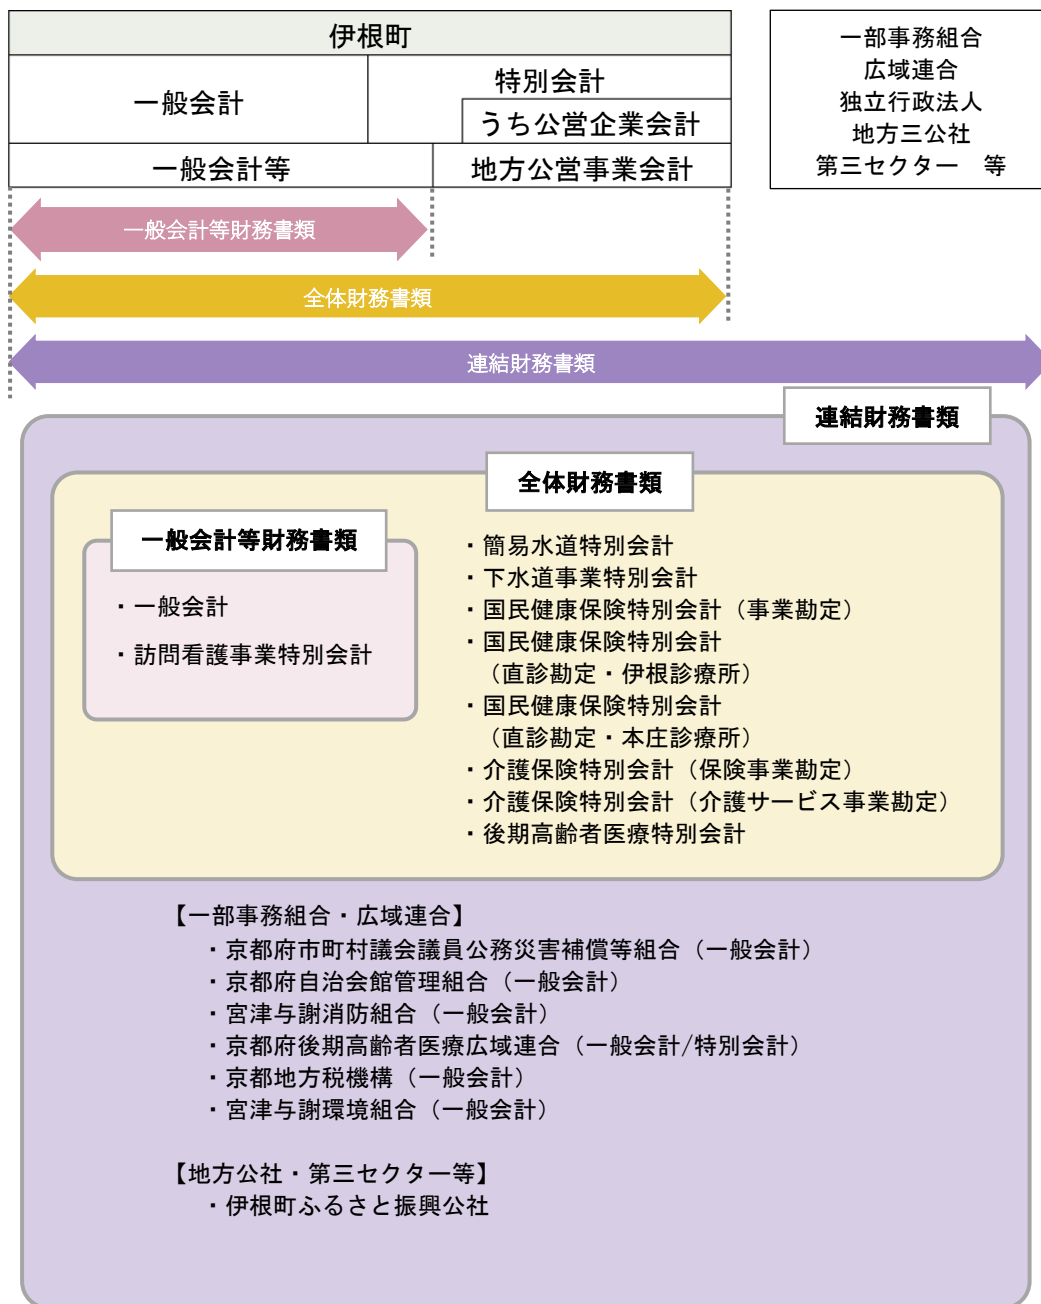 伊根町
一般会計
特別会計
うち公営企業会計
一般会計等
地方公営事業会計
一部事務組合
広域連合
独立行政法人
地方三公社
第三セクター　等
一般会計等財務書類
全体財務書類
連結財務書類
連結財務書類
全体財務書類
一般会計等財務書類
・一般会計
・訪問看護事業特別会計
・簡易水道特別会計
・下水道事業特別会計
・国民健康保険特別会計（事業勘定）
・国民健康保険特別会計
（直診勘定・伊根診療所）
・国民健康保険特別会計
（直診勘定・本庄診療所）
・介護保険特別会計（保険事業勘定）
・介護保険特別会計（介護サービス事業勘定）
・後期高齢者医療特別会計
【一部事務組合・広域連合】
・京都府市町村議会議員公務災害補償等組合（一般会計）
・京都府自治会館管理組合（一般会計）
・宮津与謝消防組合（一般会計）
・京都府後期高齢者医療広域連合（一般会計/特別会計）
・京都地方税機構（一般会計）
・宮津与謝環境組合（一般会計）
【地方公社・第三セクター等】
・伊根町ふるさと振興公社